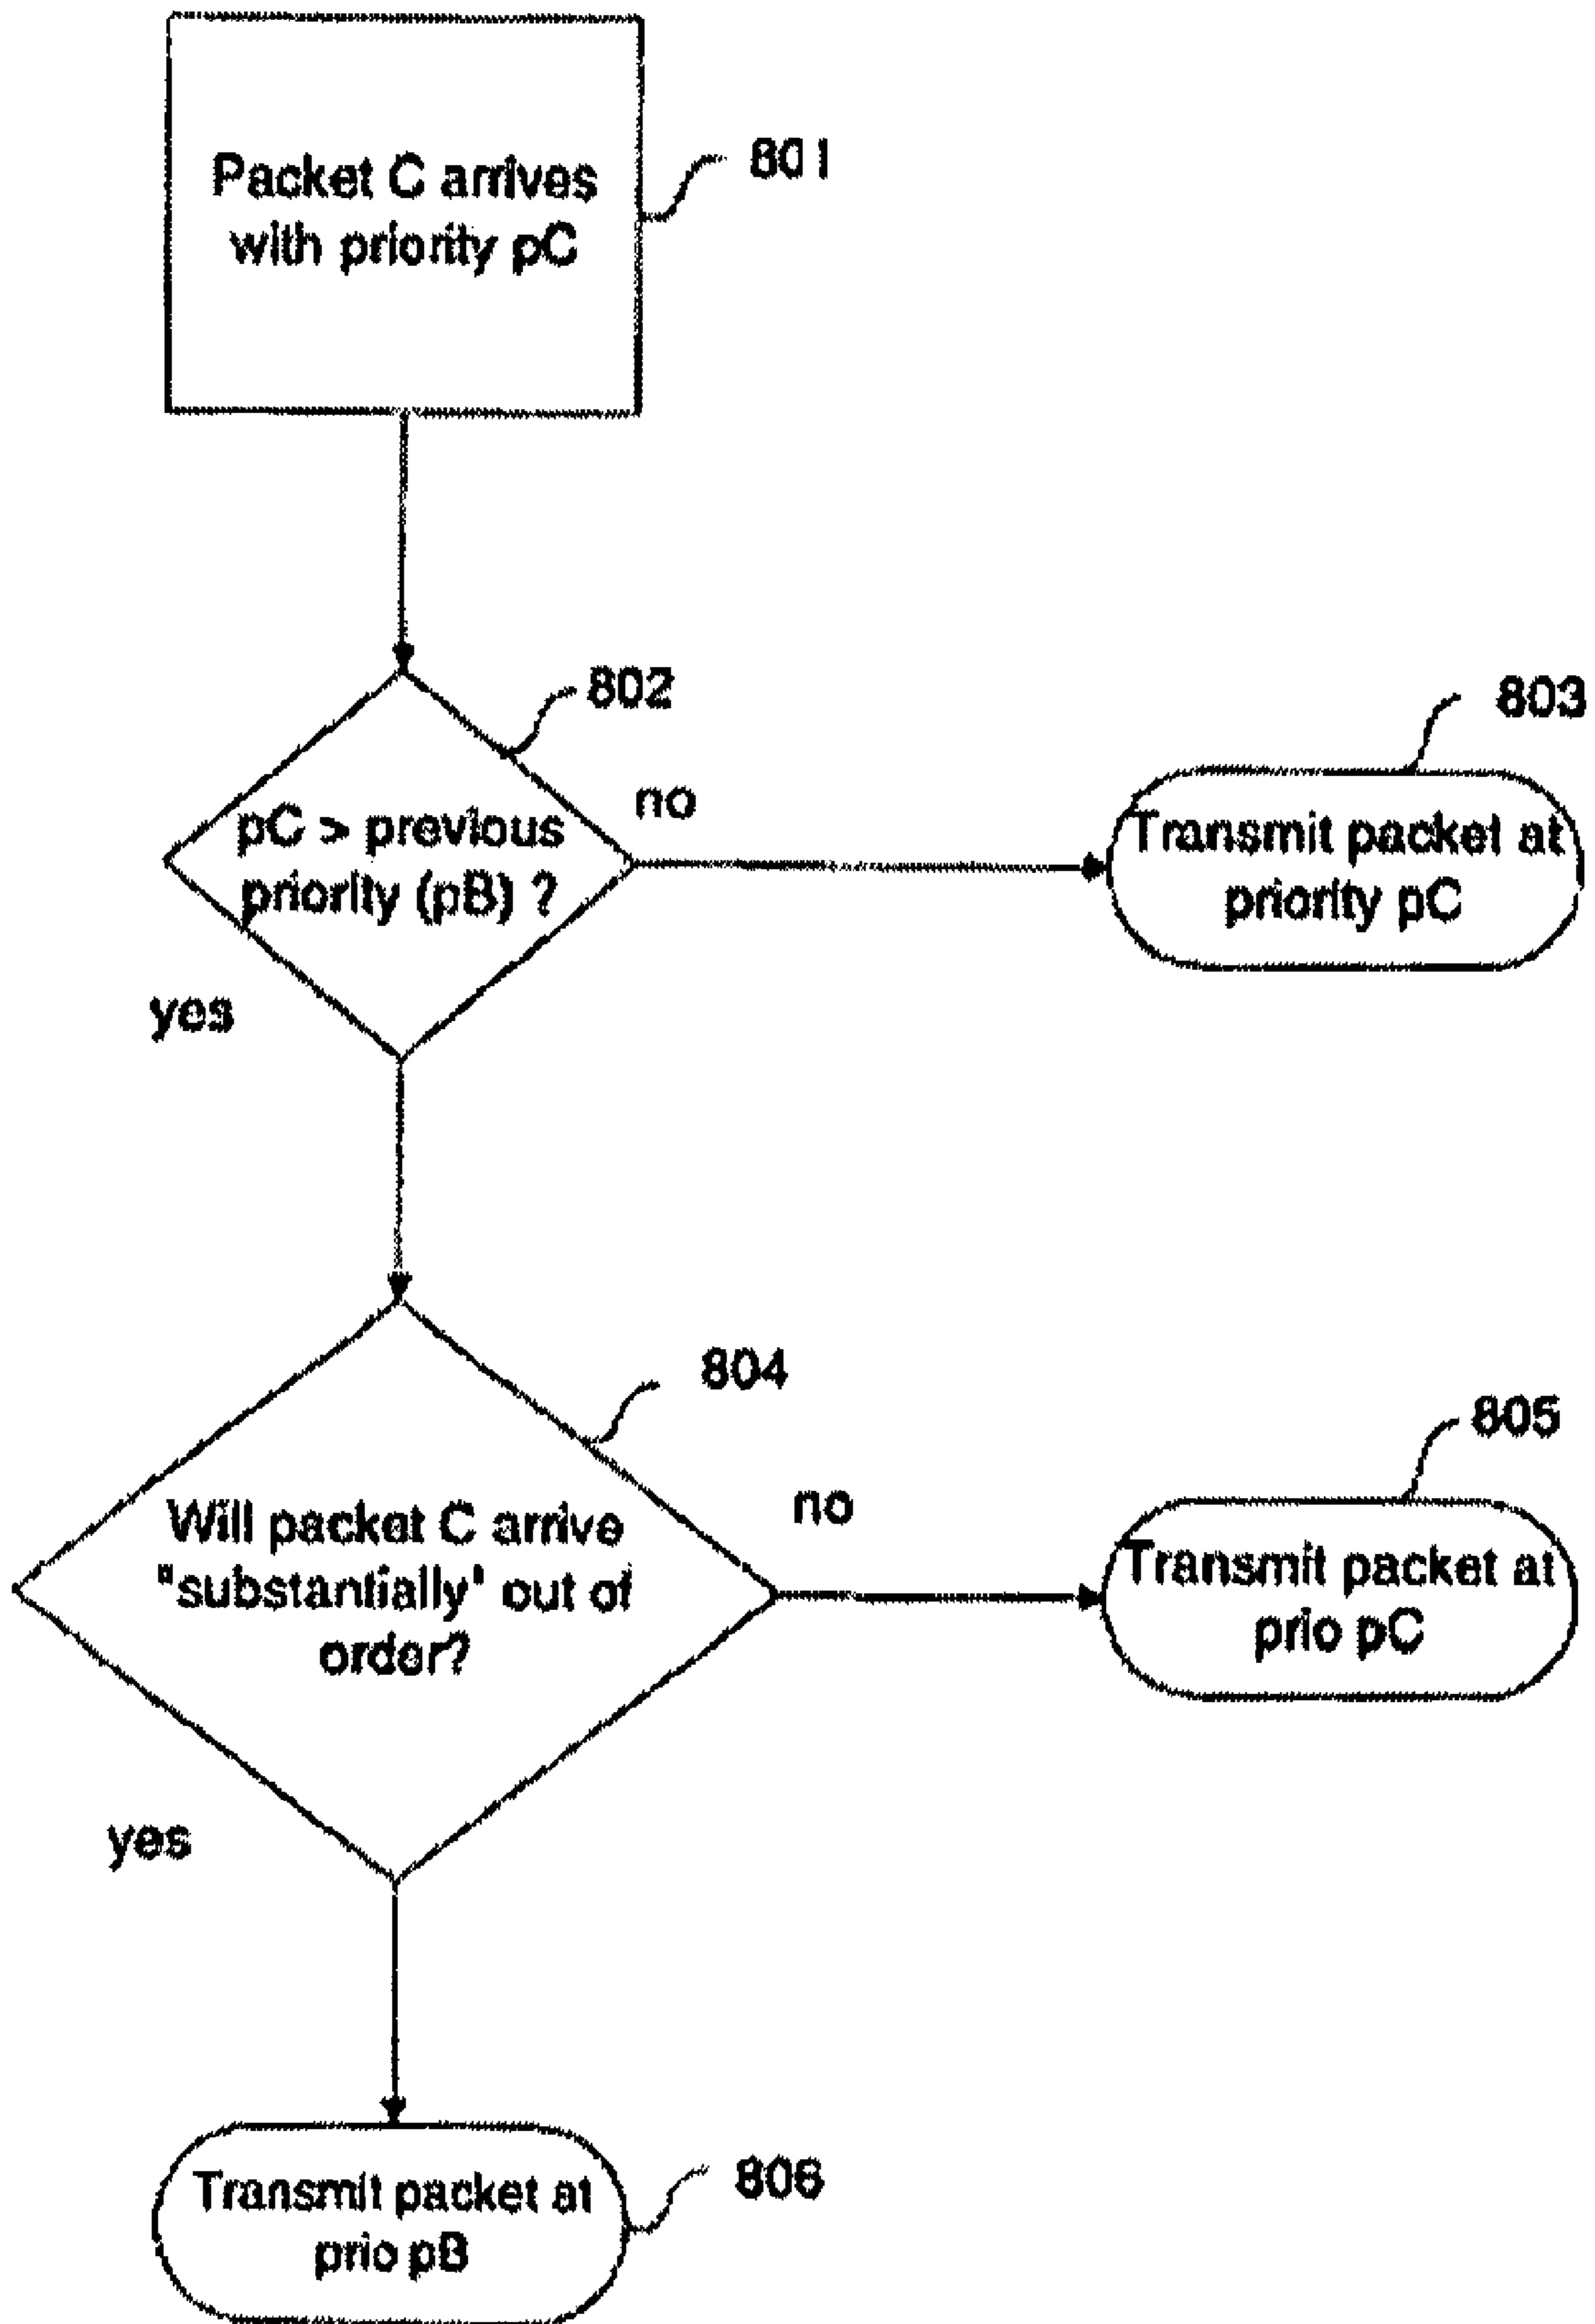 Packet C arrives
with priority pC
801
802
pC > previous
priority (pB) ?
no
yes
803
Transmit packet at
priority pC
804
Will packet C arrive
"substantially" out of
order?
no
yes
805
Transmit packet at
prio pC
Transmit packet at
prio pB
806